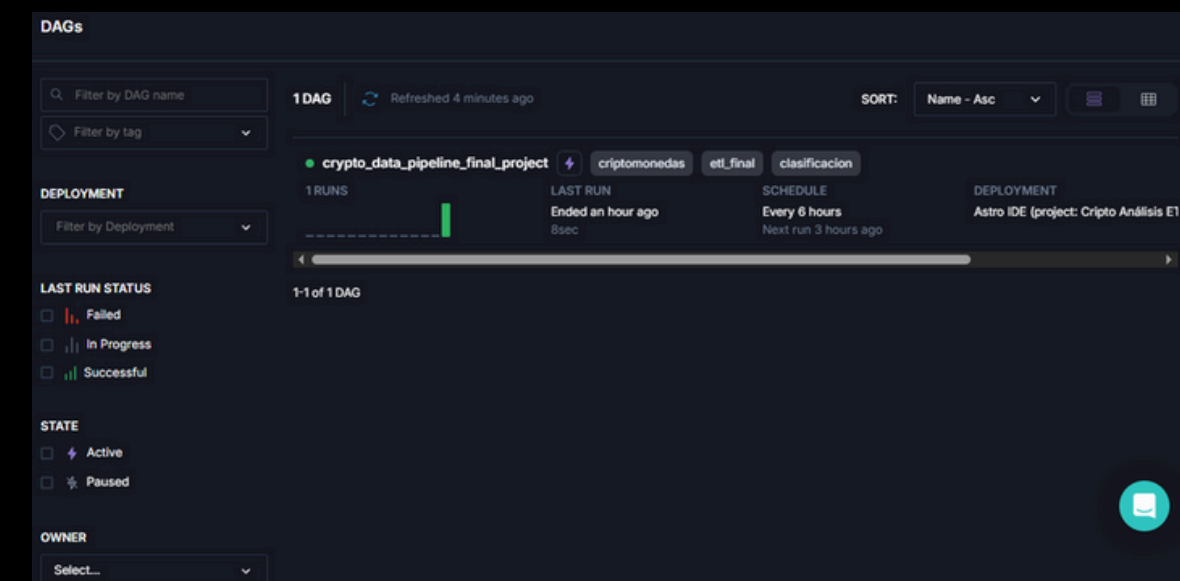 DAGs
Filter by DAG name
Filter by tag
DEPLOYMENT
Filter by Deployment
LAST RUN STATUS
Failed
In Progress
Successful
STATE
Active
Paused
OWNER
Select...
1 DAG
Refreshed 4 minutes ago
SORT:
Name - Asc
crypto_data_pipeline_final_project
criptomonedas
etl_final
clasificacion
1 RUNS
LAST RUN
Ended an hour ago
8sec
SCHEDULE
Every 6 hours
Next run 3 hours ago
DEPLOYMENT
Astro IDE (project: Cripto Análisis ET
1-1 of 1 DAG